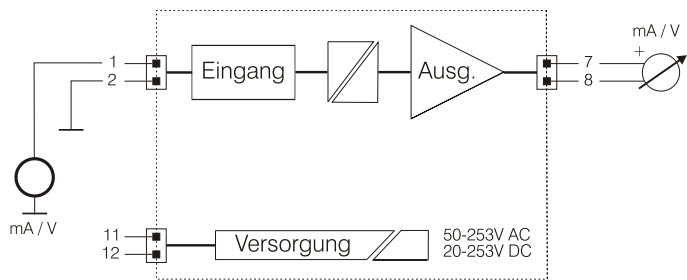 mA / V
+
1
2
Eingang
Ausg.
7
8
mA / V
11
12
Versorgung
50-253V AC
20-253V DC